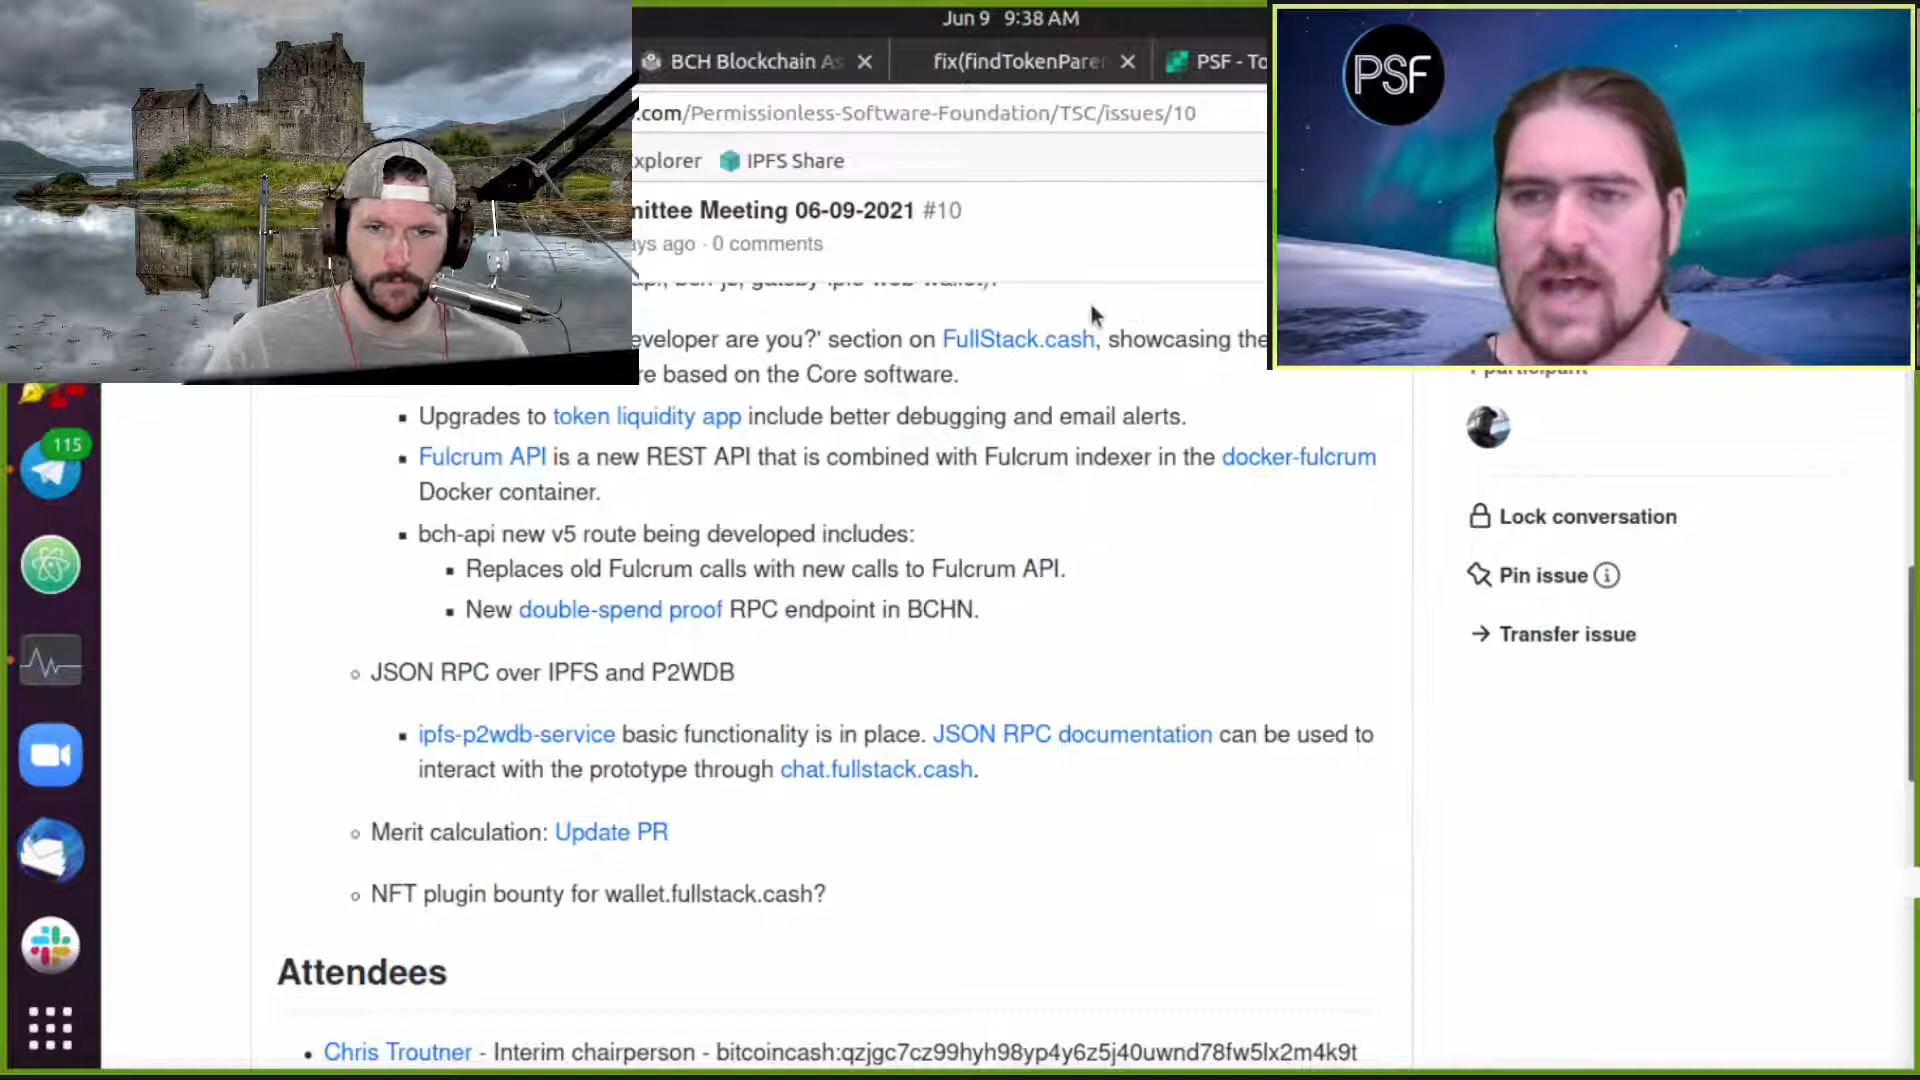 Jun 9 9:38 AM
BCH Blockchain As
fix(findTokenParen
PSF - To
.com/Permissionless-Software-Foundation/TSC/issues/10
xplorer
IPFS Share
PSF
mittee Meeting 06-09-2021 #10
ays ago · 0 comments
eveloper are you?' section on FullStack.cash, showcasing the
re based on the Core software.
Upgrades to token liquidity app include better debugging and email alerts.
Fulcrum API is a new REST API that is combined with Fulcrum indexer in the docker-fulcrum
Docker container.
bch-api new v5 route being developed includes:
Replaces old Fulcrum calls with new calls to Fulcrum API.
New double-spend proof RPC endpoint in BCHN.
JSON RPC over IPFS and P2WDB
ipfs-p2wdb-service basic functionality is in place. JSON RPC documentation can be used to
interact with the prototype through chat.fullstack.cash.
Merit calculation: Update PR
NFT plugin bounty for wallet.fullstack.cash?
Attendees
Chris Troutner - Interim chairperson - bitcoincash:qzjgc7cz99hyh98yp4y6z5j40uwnd78fw5lx2m4k9t
1 participant
Lock conversation
Pin issue
Transfer issue
115